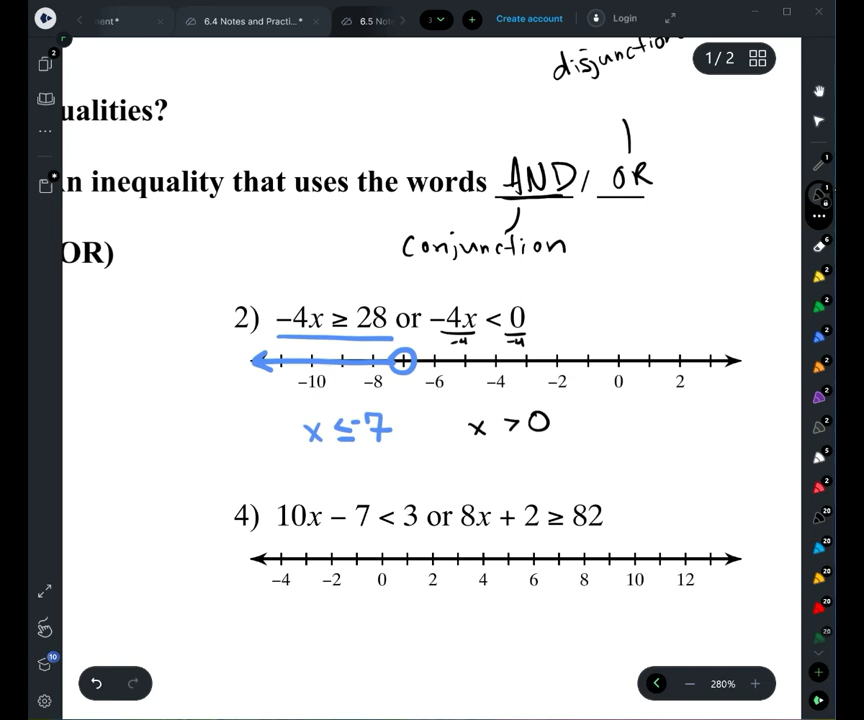 6.4 Notes and Practi...*
6.5 Not
3
Create account
Login
disjunction
1 / 2
ualities?
n inequality that uses the words AND / OR
conjunction
OR)
2) −4x ≥ 28 or −4x < 0
-4 -4
−10 −8 −6 −4 −2 0 2
x ≤ -7 x > 0
4) 10x − 7 < 3 or 8x + 2 ≥ 82
−4 −2 0 2 4 6 8 10 12
280%